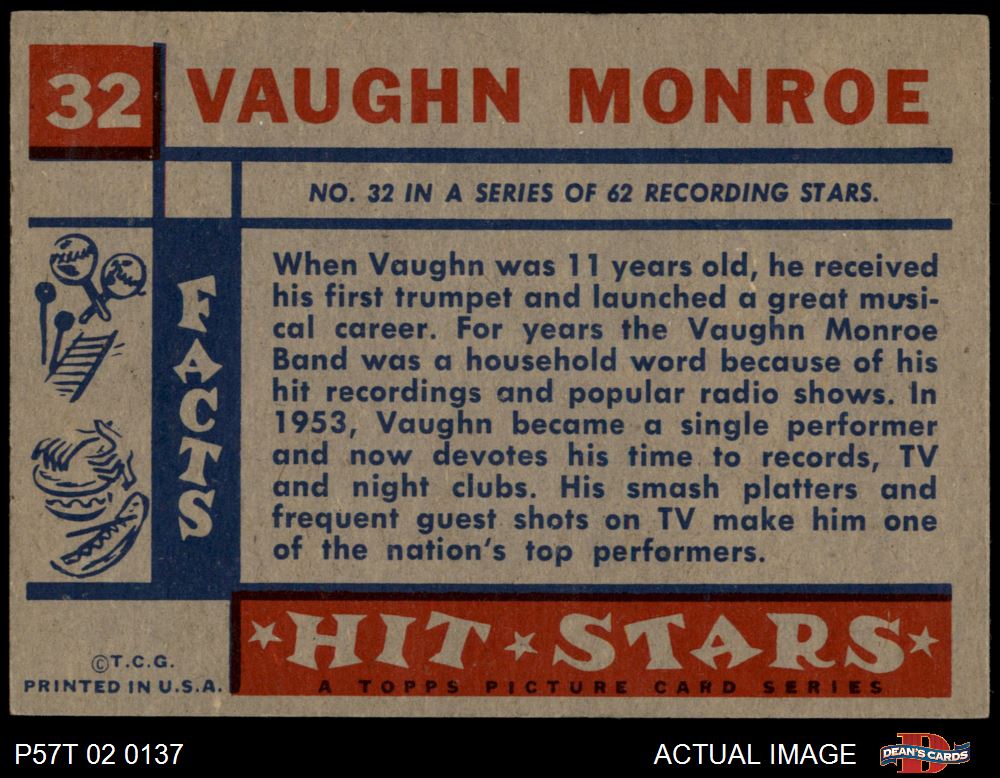 32
VAUGHN MONROE
NO. 32 IN A SERIES OF 62 RECORDING STARS.
FACTS
When Vaughn was 11 years old, he received
his first trumpet and launched a great musi-
cal career. For years the Vaughn Monroe
Band was a household word because of his
hit recordings and popular radio shows. In
1953, Vaughn became a single performer
and now devotes his time to records, TV
and night clubs. His smash platters and
frequent guest shots on TV make him one
of the nation's top performers.
HIT STARS
A TOPPS PICTURE CARD SERIES
©T.C.G.
PRINTED IN U.S.A.
P57T 02 0137
ACTUAL IMAGE
D
DEAN'S CARDS